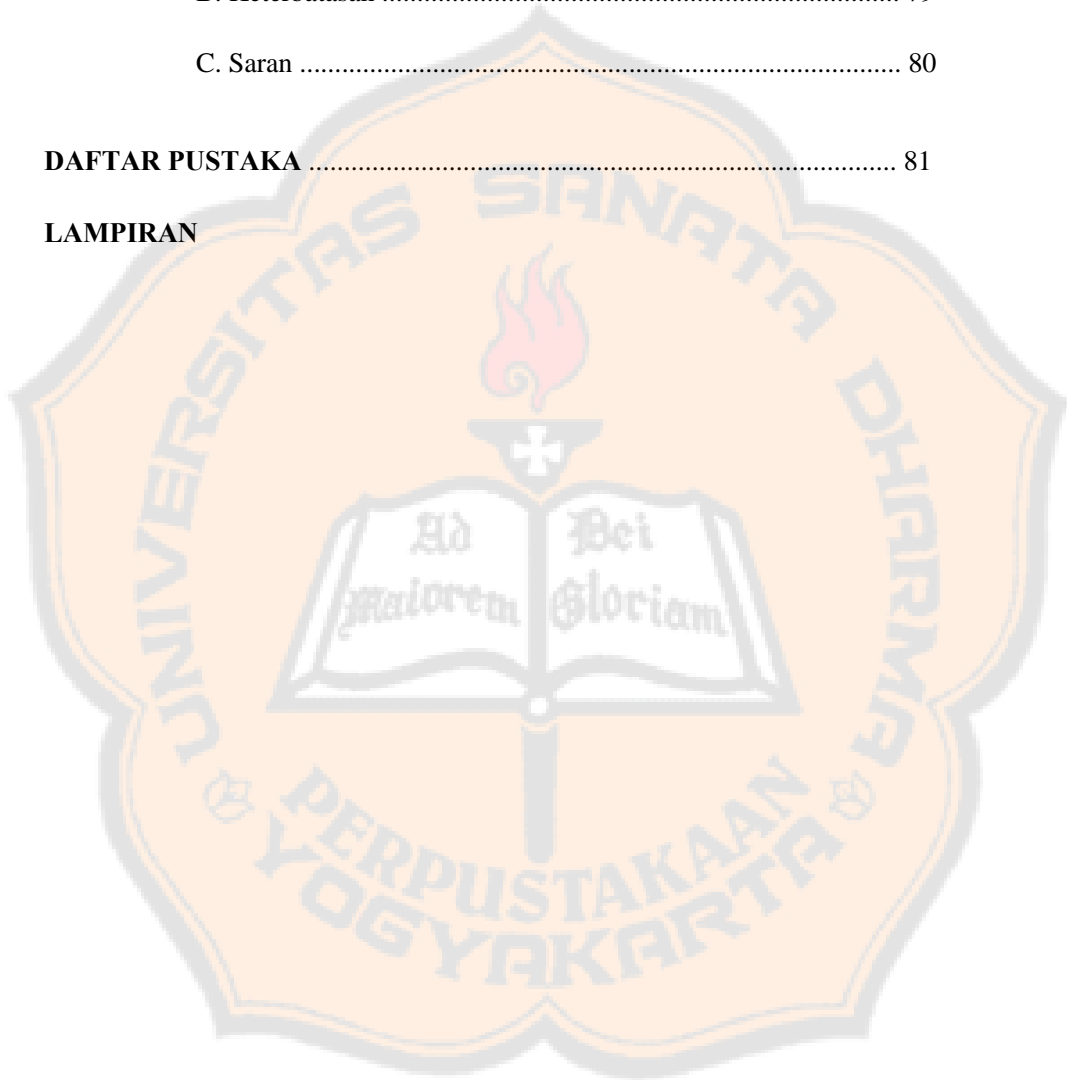 C. Saran ........................................................................ 80
DAFTAR PUSTAKA ...................................................................... 81
LAMPIRAN
UNIVERSITAS SANATA DHARMA
Ad Dei
Maiorem Gloriam
PERPUSTAKAAN
YOGYAKARTA